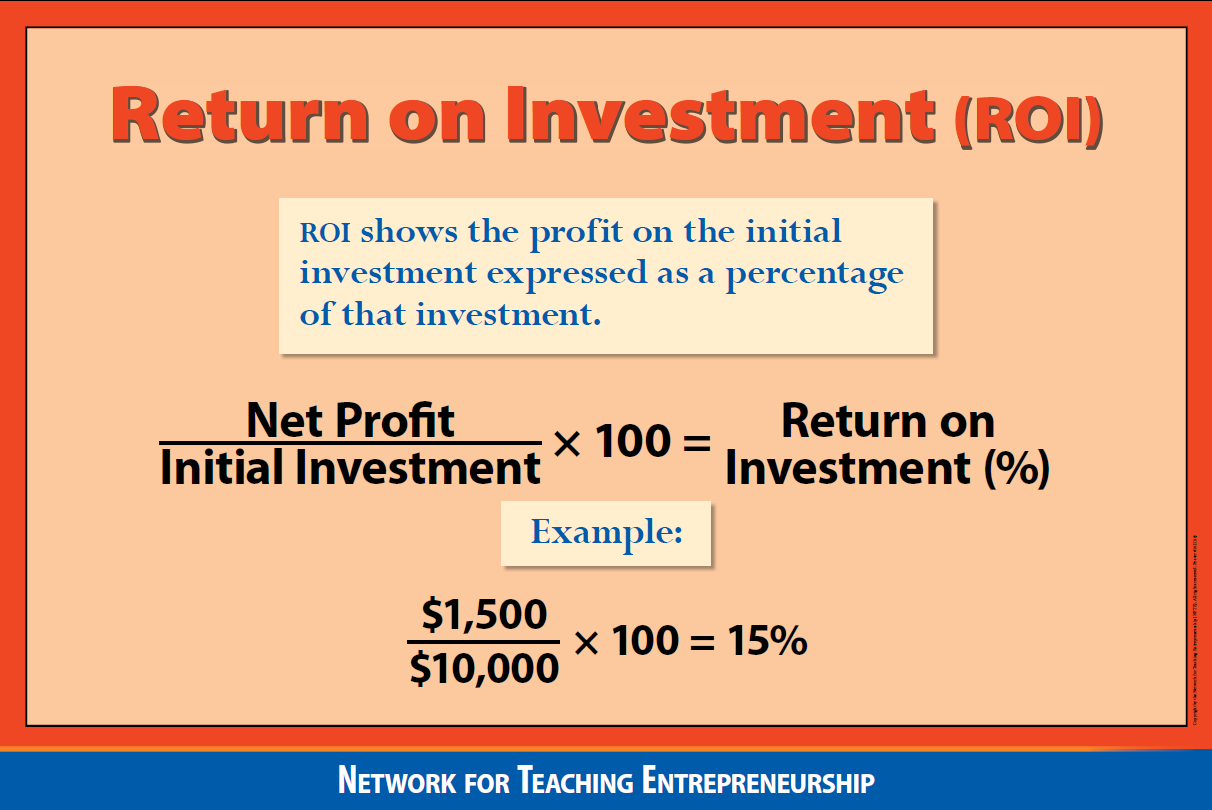 Return on Investment (ROI)
ROI shows the profit on the initial
investment expressed as a percentage
of that investment.
Net Profit
Initial Investment
× 100 =
Return on
Investment (%)
Example:
$1,500
$10,000
× 100 = 15%
NETWORK FOR TEACHING ENTREPRENEURSHIP